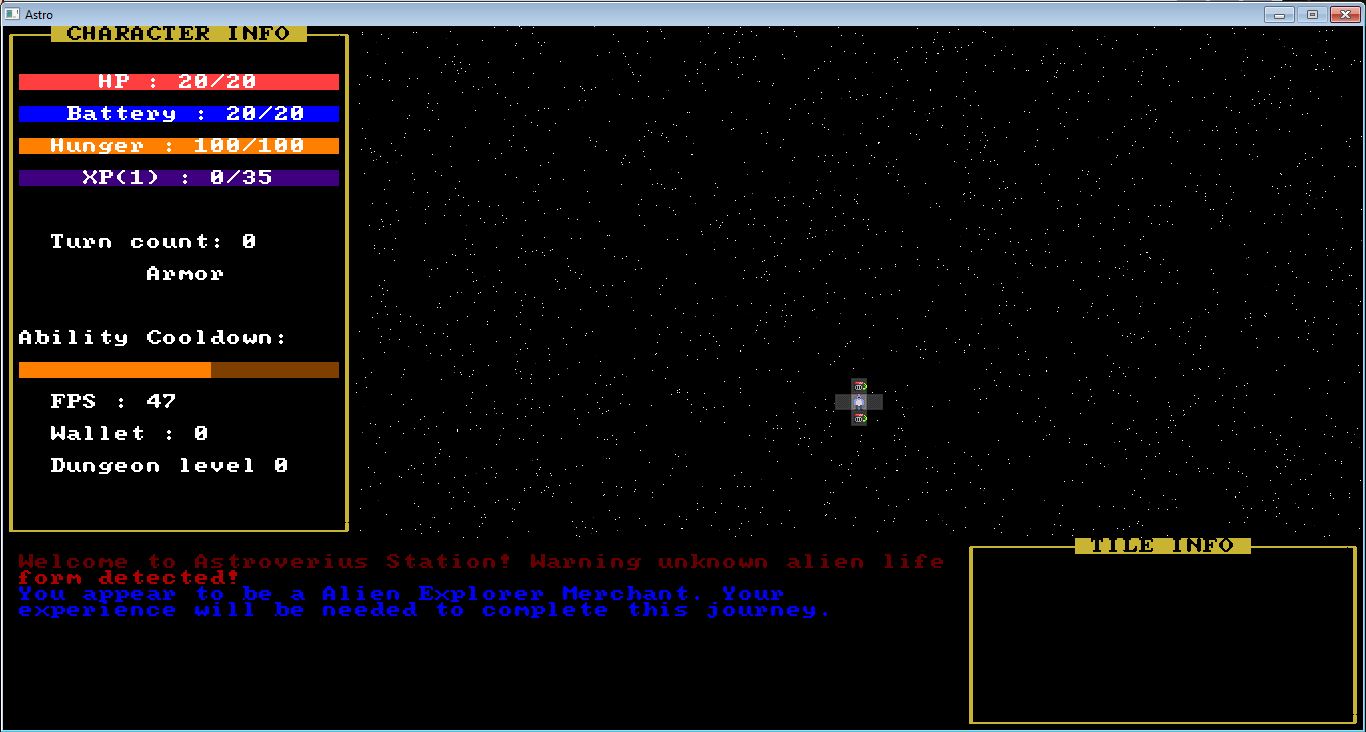 Astro
CHARACTER INFO
HP : 20/20
Battery : 20/20
Hunger : 100/100
XP(1) : 0/35
Turn count: 0
Armor
Ability Cooldown:
FPS : 47
Wallet : 0
Dungeon level 0
Welcome to Astroverius Station! Warning unknown alien life
form detected!
You appear to be a Alien Explorer Merchant. Your
experience will be needed to complete this journey.
TILE INFO